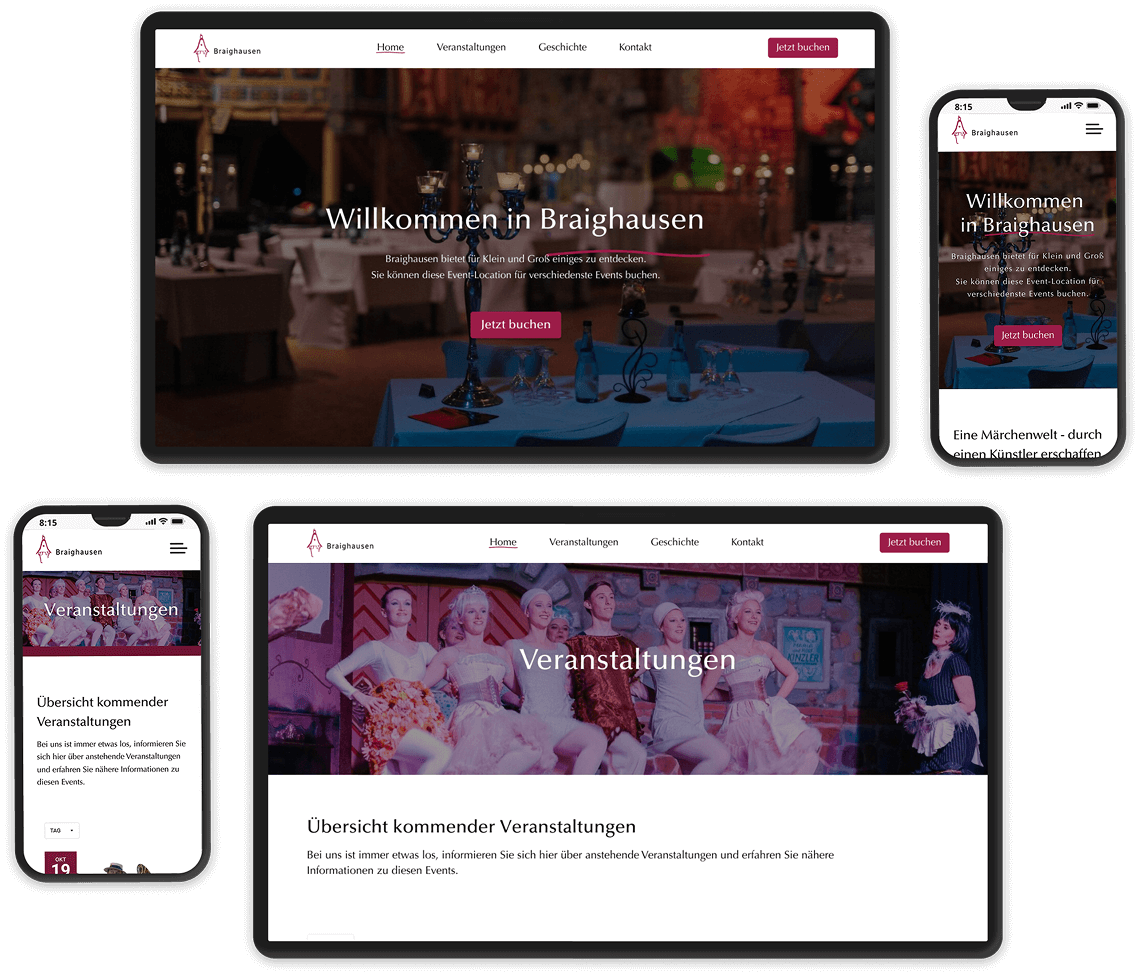 Braighausen
Home Veranstaltungen Geschichte Kontakt
Jetzt buchen
Willkommen in Braighausen
Braighausen bietet für Klein und Groß einiges zu entdecken.
Sie können diese Event-Location für verschiedenste Events buchen.
Jetzt buchen
8:15
Braighausen
Willkommen
in Braighausen
Braighausen bietet für Klein und Groß
einiges zu entdecken.
Sie können diese Event-Location für
verschiedenste Events buchen.
Jetzt buchen
Eine Märchenwelt - durch
einen Künstler erschaffen
8:15
Braighausen
Veranstaltungen
Übersicht kommender
Veranstaltungen
Bei uns ist immer etwas los, informieren Sie
sich hier über anstehende Veranstaltungen
und erfahren Sie nähere Informationen zu
diesen Events.
TAG
OKT
19
Braighausen
Home Veranstaltungen Geschichte Kontakt
Jetzt buchen
Veranstaltungen
KINZLER
Übersicht kommender Veranstaltungen
Bei uns ist immer etwas los, informieren Sie sich hier über anstehende Veranstaltungen und erfahren Sie nähere
Informationen zu diesen Events.